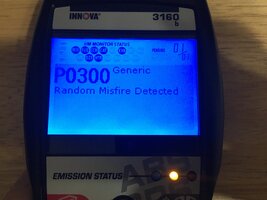 INNOVA 3160
b
I/M MONITOR STATUS
P0300 Generic
Random Misfire Detected
EMISSION STATUS